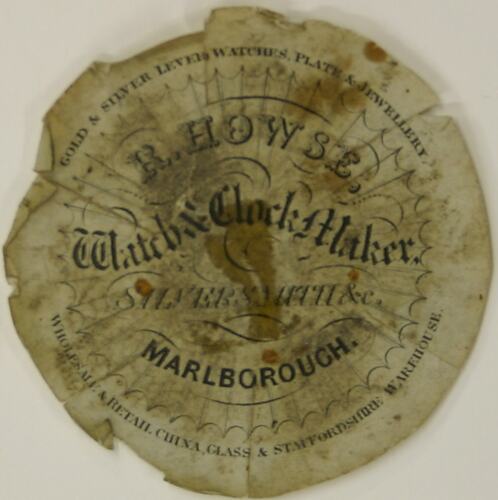 GOLD & SILVER LEVER WATCHES, PLATE & JEWELLERY.
R. HOWSE,
Watch & Clock Maker,
SILVERSMITH &c.
MARLBOROUGH.
WHOLESALE & RETAIL CHINA, GLASS & STAFFORDSHIRE WAREHOUSE.